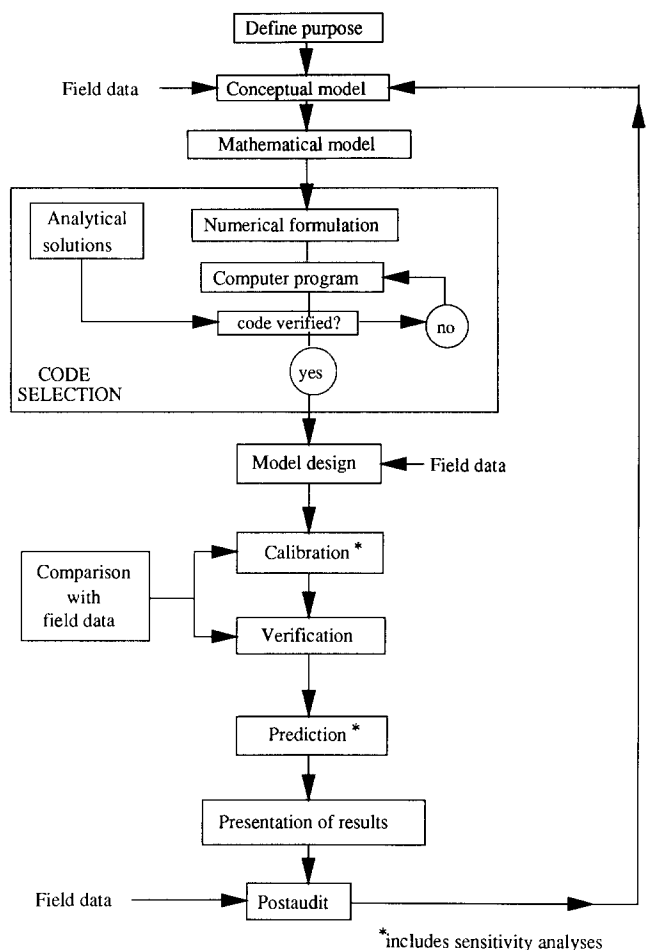 Define purpose
Field data
Conceptual model
Mathematical model
Analytical
solutions
Numerical formulation
Computer program
code verified?
no
yes
CODE
SELECTION
Model design
Field data
Calibration *
Comparison
with
field data
Verification
Prediction *
Presentation of results
Field data
Postaudit
*includes sensitivity analyses